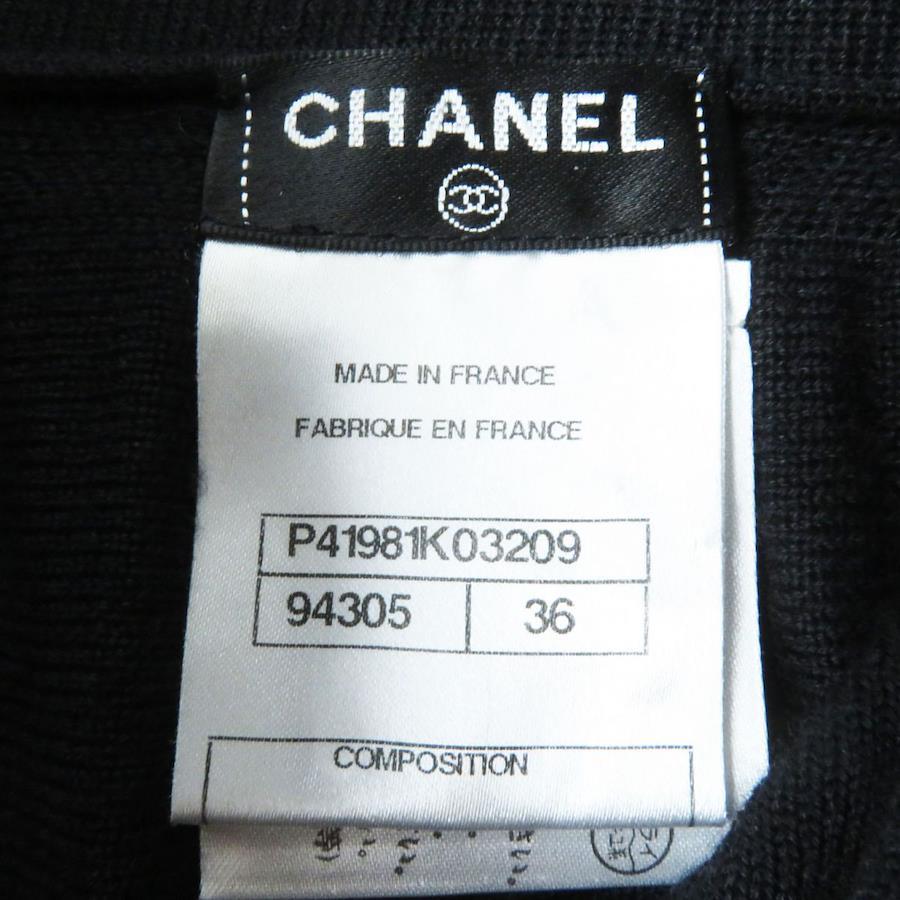 CHANEL
MADE IN FRANCE
FABRIQUE EN FRANCE
P41981K03209
94305 36
COMPOSITION